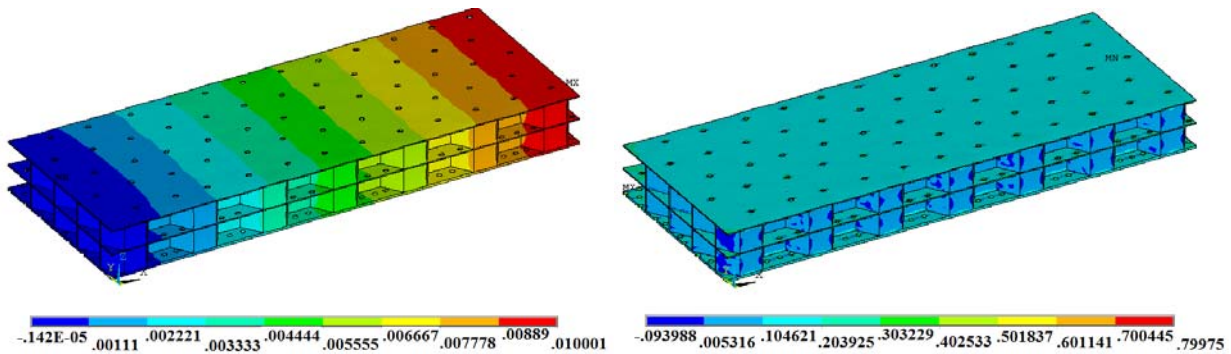 MX
Z
Y
X
MN
MX
Z
X
-.142E-05 .002221 .004444 .006667 .00889
.00111 .003333 .005555 .007778 .010001
-.093988 .104621 .303229 .501837 .700445
.005316 .203925 .402533 .601141 .79975